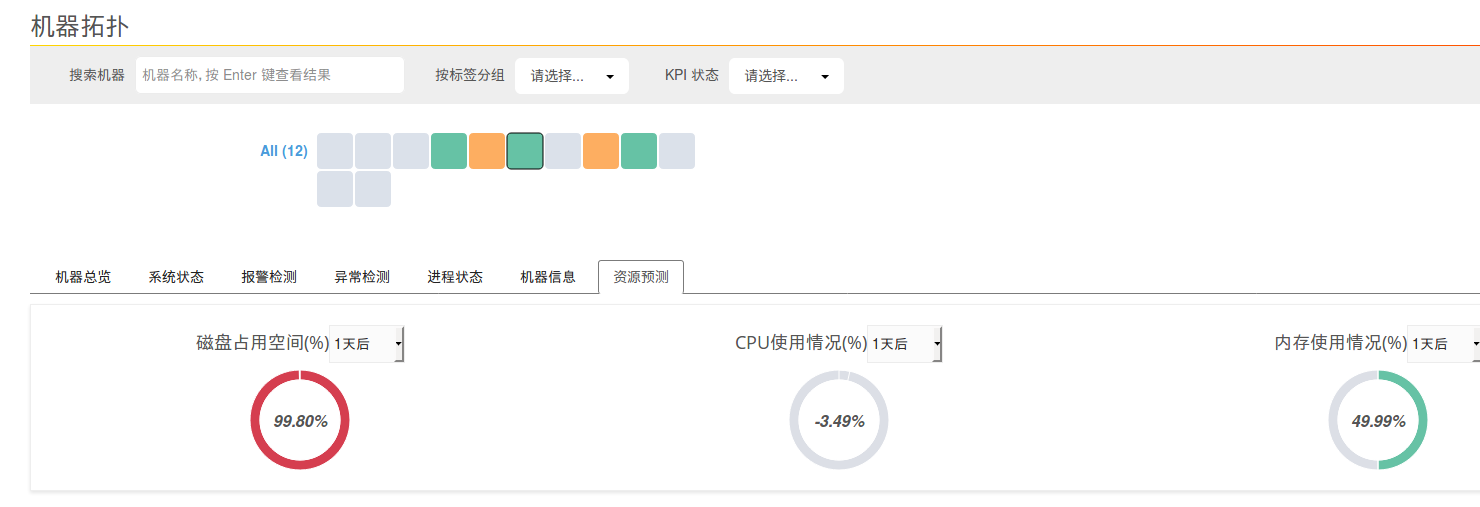 机器拓扑
搜索机器 机器名称, 按 Enter 键查看结果 按标签分组 请选择... KPI 状态 请选择...
All (12)
机器总览 系统状态 报警检测 异常检测 进程状态 机器信息 资源预测
磁盘占用空间(%) 1天后 CPU使用情况(%) 1天后 内存使用情况(%) 1天后
99.80% -3.49% 49.99%